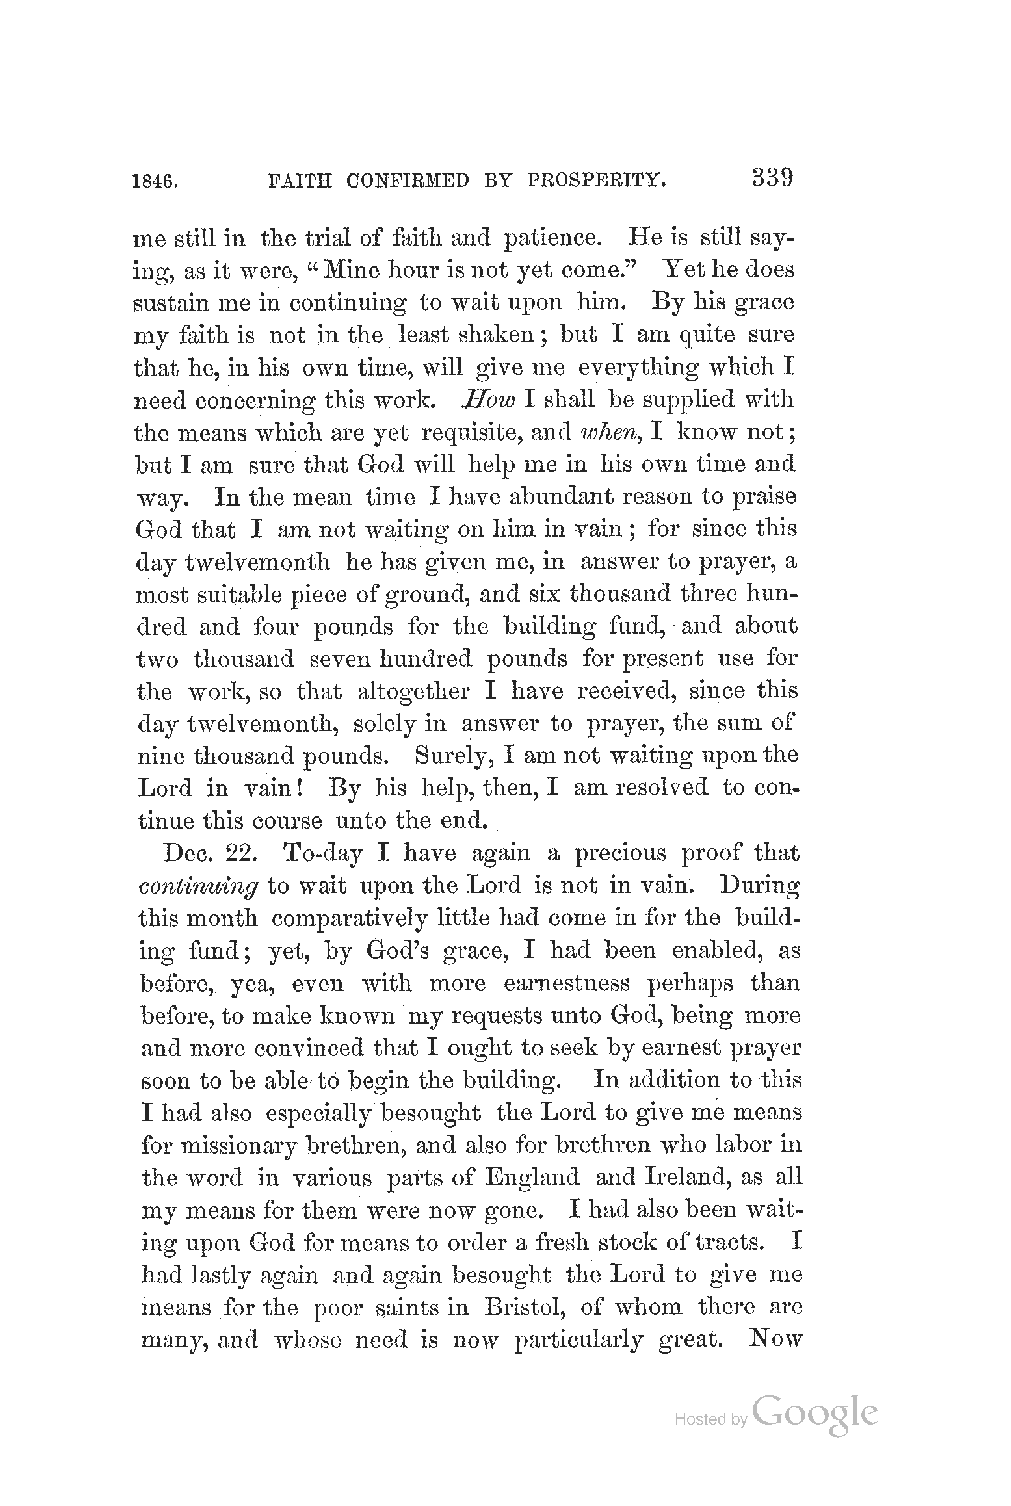 1846. FAITH CONFIRMED BY PROSPERITY. 339
me still in the trial of faith and patience. He is still say-
ing, as it were, “Mine hour is not yet come.” Yet he does
sustain me in continuing to wait upon him. By his grace
my faith is not in the least shaken; but I am quite sure
that he, in his own time, will give me everything which I
need concerning this work. How I shall be supplied with
the means which are yet requisite, and when, I know not;
but I am sure that God will help me in his own time and
way. In the mean time I have abundant reason to praise
God that I am not waiting on him in vain; for since this
day twelvemonth he has given me, in answer to prayer, a
most suitable piece of ground, and six thousand three hun-
dred and four pounds for the building fund, and about
two thousand seven hundred pounds for present use for
the work, so that altogether I have received, since this
day twelvemonth, solely in answer to prayer, the sum of
nine thousand pounds. Surely, I am not waiting upon the
Lord in vain! By his help, then, I am resolved to con-
tinue this course unto the end.
Dec. 22. To-day I have again a precious proof that
continuing to wait upon the Lord is not in vain. During
this month comparatively little had come in for the build-
ing fund; yet, by God’s grace, I had been enabled, as
before, yea, even with more earnestness perhaps than
before, to make known my requests unto God, being more
and more convinced that I ought to seek by earnest prayer
soon to be able to begin the building. In addition to this
I had also especially besought the Lord to give me means
for missionary brethren, and also for brethren who labor in
the word in various parts of England and Ireland, as all
my means for them were now gone. I had also been wait-
ing upon God for means to order a fresh stock of tracts. I
had lastly again and again besought the Lord to give me
means for the poor saints in Bristol, of whom there are
many, and whose need is now particularly great. Now
Hosted by Google